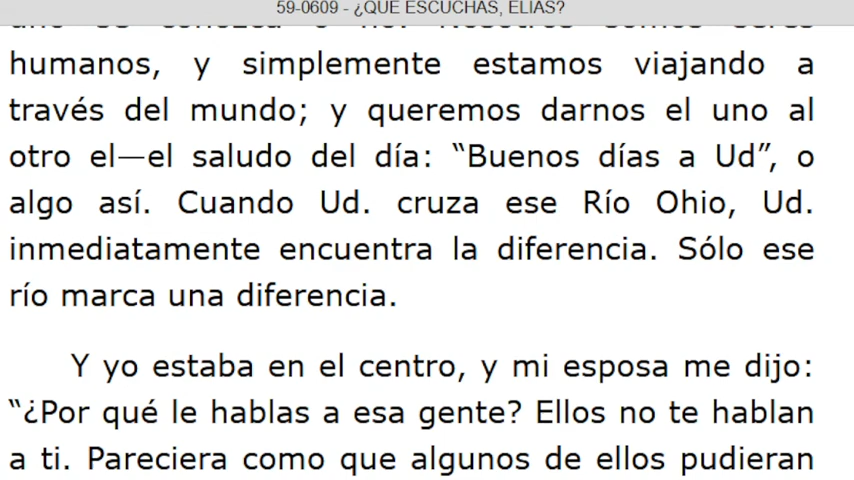 59-0609 - ¿QUE ESCUCHAS, ELIAS?
humanos, y simplemente estamos viajando a
través del mundo; y queremos darnos el uno al
otro el—el saludo del día: “Buenos días a Ud”, o
algo así. Cuando Ud. cruza ese Río Ohio, Ud.
inmediatamente encuentra la diferencia. Sólo ese
río marca una diferencia.
Y yo estaba en el centro, y mi esposa me dijo:
“¿Por qué le hablas a esa gente? Ellos no te hablan
a ti. Pareciera como que algunos de ellos pudieran